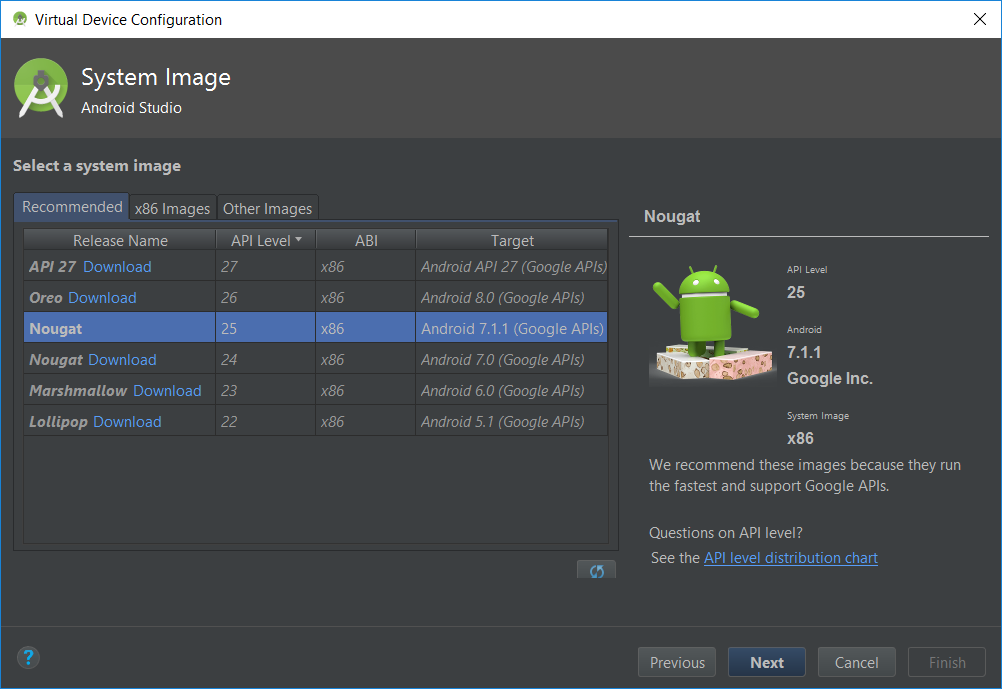 Virtual Device Configuration
System Image
Android Studio
Select a system image
Recommended x86 Images Other Images
Release Name API Level ABI Target
API 27 Download 27 x86 Android API 27 (Google APIs)
Oreo Download 26 x86 Android 8.0 (Google APIs)
Nougat 25 x86 Android 7.1.1 (Google APIs)
Nougat Download 24 x86 Android 7.0 (Google APIs)
Marshmallow Download 23 x86 Android 6.0 (Google APIs)
Lollipop Download 22 x86 Android 5.1 (Google APIs)
Nougat
API Level
25
Android
7.1.1
Google Inc.
System Image
x86
We recommend these images because they run
the fastest and support Google APIs.
Questions on API level?
See the API level distribution chart
?
Previous Next Cancel Finish